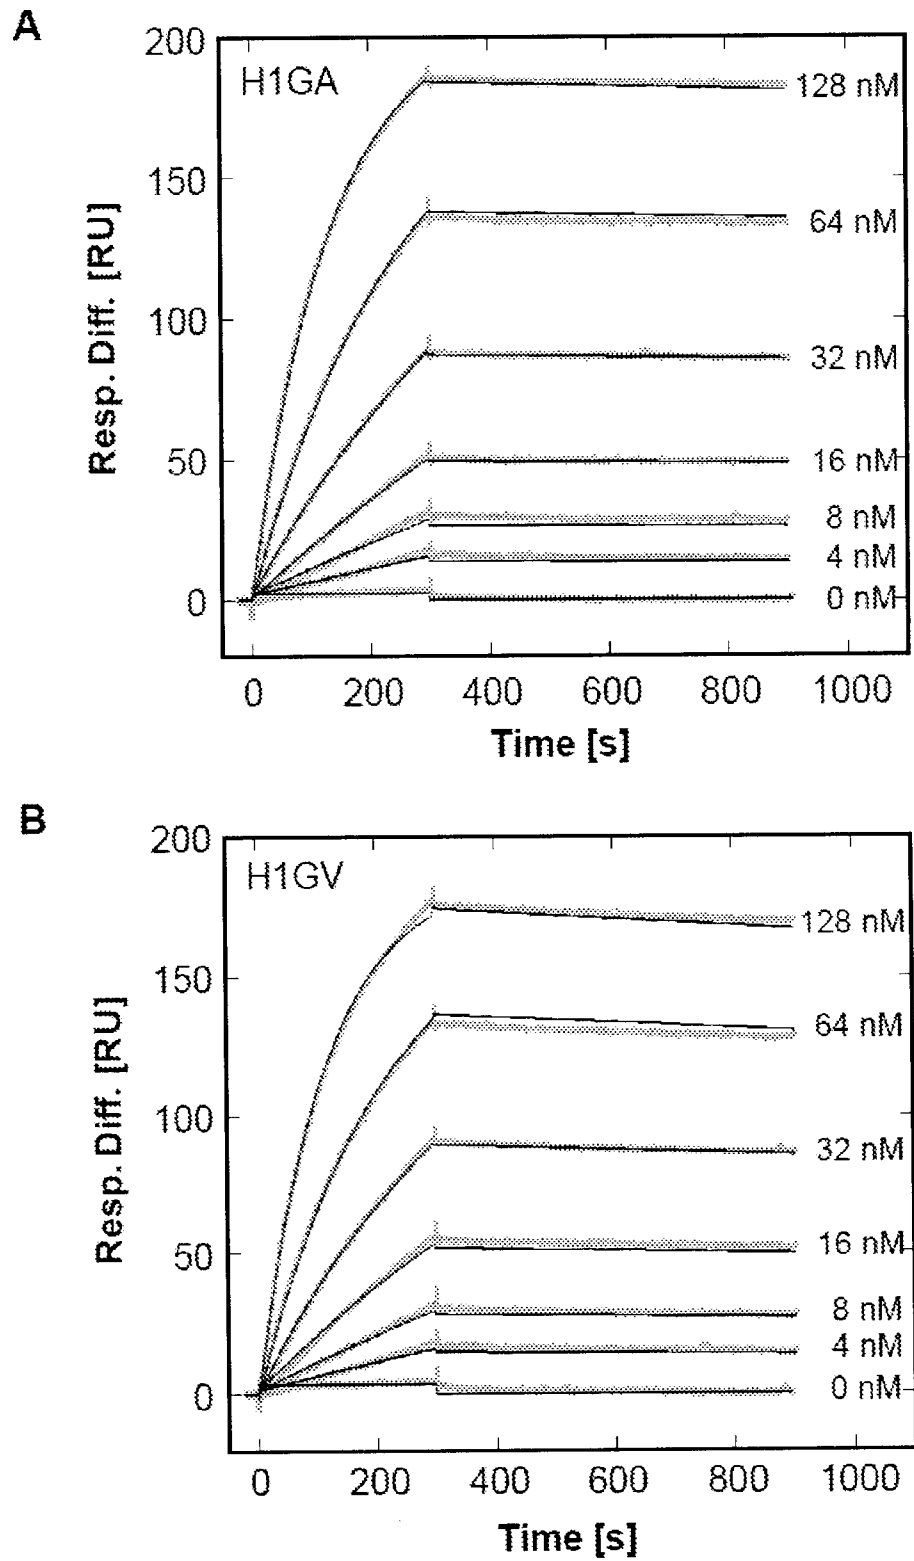 A
H1GA
Resp. Diff. [RU]
200
150
100
50
0
128 nM
64 nM
32 nM
16 nM
8 nM
4 nM
0 nM
0 200 400 600 800 1000
Time [s]
B
H1GV
Resp. Diff. [RU]
200
150
100
50
0
128 nM
64 nM
32 nM
16 nM
8 nM
4 nM
0 nM
0 200 400 600 800 1000
Time [s]